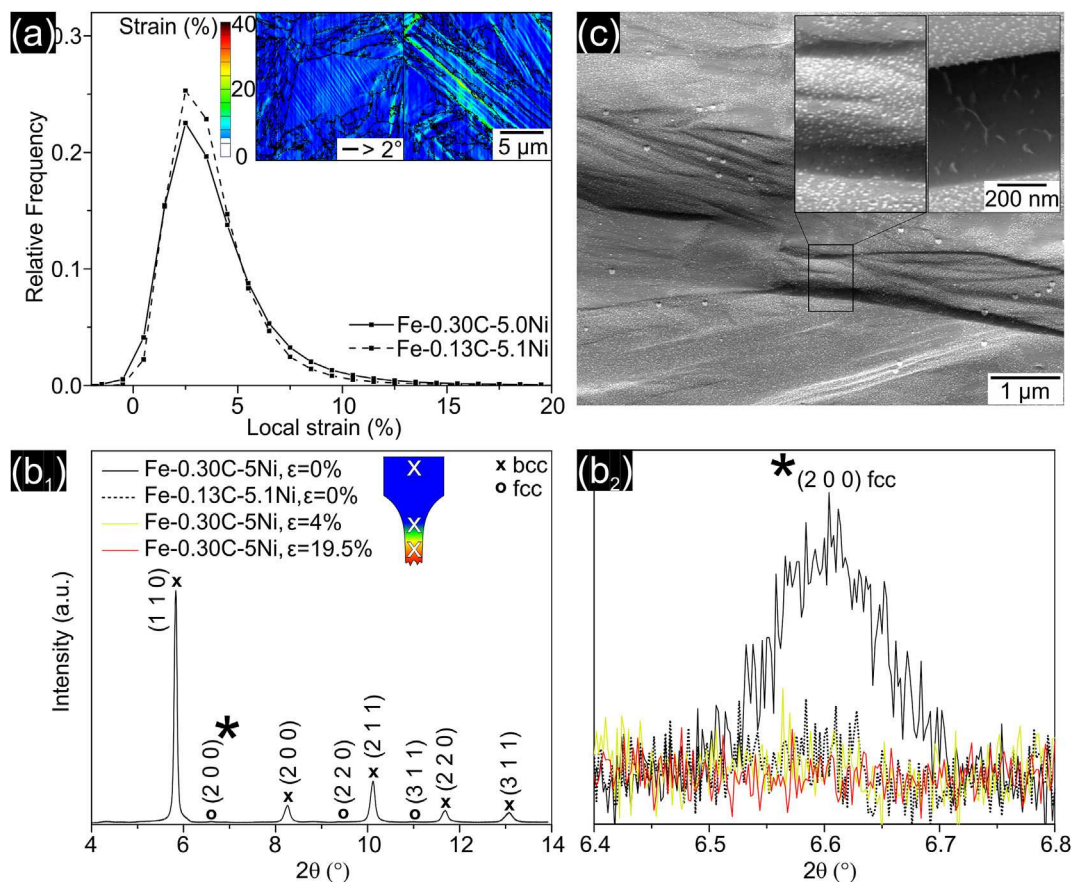 (a)
0.3
0.2
0.1
0.0
Relative Frequency
0
5
10
15
20
Local strain (%)
Strain (%)
40
20
0
> 2°
5 µm
Fe-0.30C-5.0Ni
Fe-0.13C-5.1Ni
(c)
200 nm
1 µm
(b1)
Fe-0.30C-5Ni, ε=0%
Fe-0.13C-5.1Ni, ε=0%
Fe-0.30C-5Ni, ε=4%
Fe-0.30C-5Ni, ε=19.5%
x bcc
o fcc
X
X
X
Intensity (a.u.)
(1 1 0) x
(2 0 0) o
*
x (2 0 0)
o (2 2 0)
x (2 1 1)
o (3 1 1)
x (2 2 0)
x (3 1 1)
4
6
8
10
12
14
2θ (°)
(b2)
* (2 0 0) fcc
6.4
6.5
6.6
6.7
6.8
2θ (°)